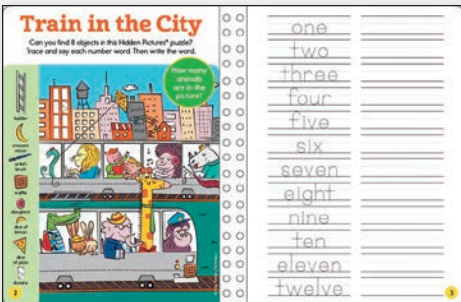 Train in the City
Can you find 8 objects in this Hidden Pictures® puzzle?
Trace and say each number word. Then write the word.
How many
animals
are in the
picture?
ladder
crescent
moon
artist's
brush
waffle
doughnut
slice of
lemon
slice
of pizza
domino
2
one
two
three
four
five
six
seven
eight
nine
ten
eleven
twelve
3